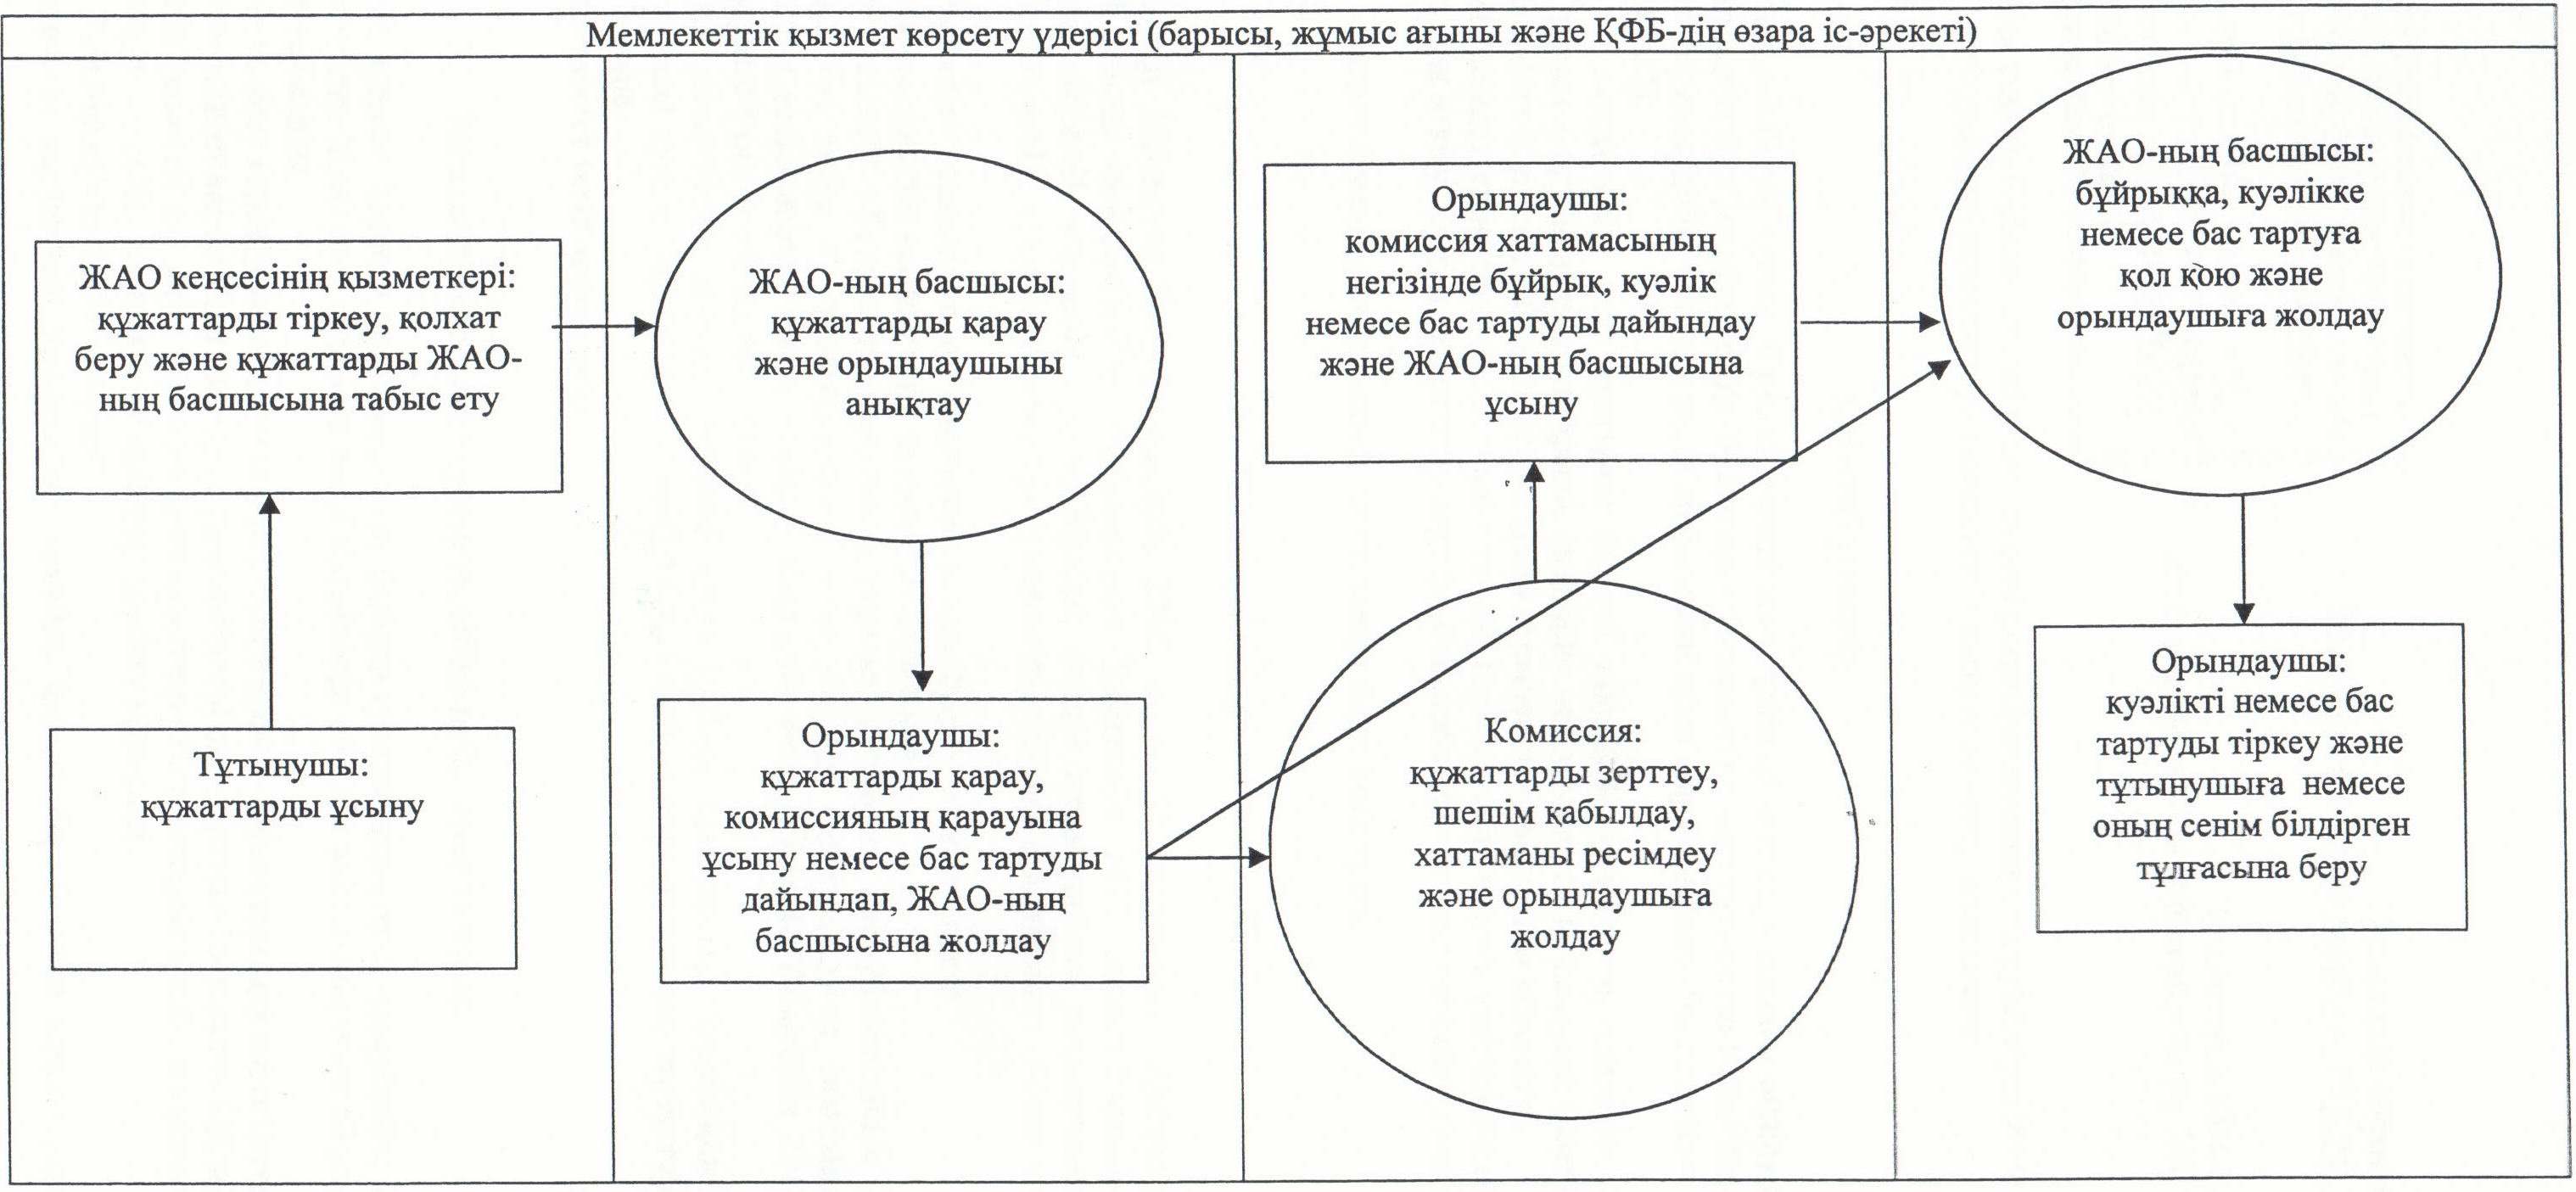 Мемлекеттік қызмет көрсету үдерісі (барысы, жұмыс ағыны және ҚФБ-дің өзара іс-әрекеті)
ЖАО кеңсесінің қызметкері:
құжаттарды тіркеу, қолхат
беру және құжаттарды ЖАО-
ның басшысына табыс ету
Тұтынушы:
құжаттарды ұсыну
ЖАО-ның басшысы:
құжаттарды қарау
және орындаушыны
анықтау
Орындаушы:
құжаттарды қарау,
комиссияның қарауына
ұсыну немесе бас тартуды
дайындап, ЖАО-ның
басшысына жолдау
Орындаушы:
комиссия хаттамасының
негізінде бұйрық, куәлік
немесе бас тартуды дайындау
және ЖАО-ның басшысына
ұсыну
Комиссия:
құжаттарды зерттеу,
шешім қабылдау,
хаттаманы ресімдеу
және орындаушыға
жолдау
ЖАО-ның басшысы:
бұйрыққа, куәлікке
немесе бас тартуға
қол қою және
орындаушыға жолдау
Орындаушы:
куәлікті немесе бас
тартуды тіркеу және
тұтынушыға немесе
оның сенім білдірген
тұлғасына беру